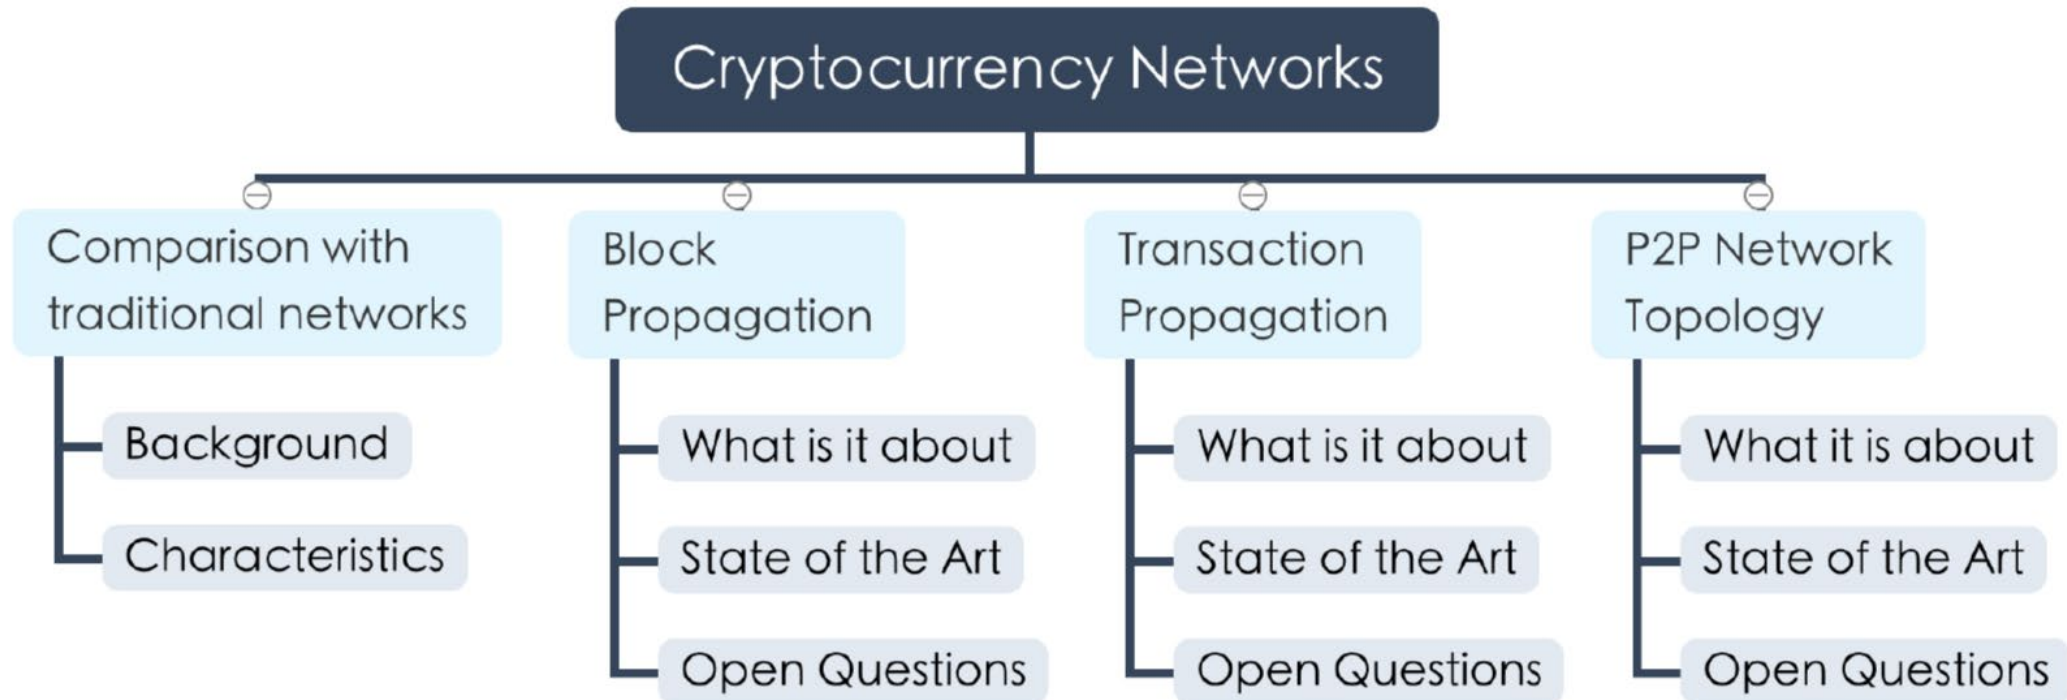 Cryptocurrency Networks
Comparison with
traditional networks
Background
Characteristics
Block
Propagation
What is it about
State of the Art
Open Questions
Transaction
Propagation
What is it about
State of the Art
Open Questions
P2P Network
Topology
What it is about
State of the Art
Open Questions